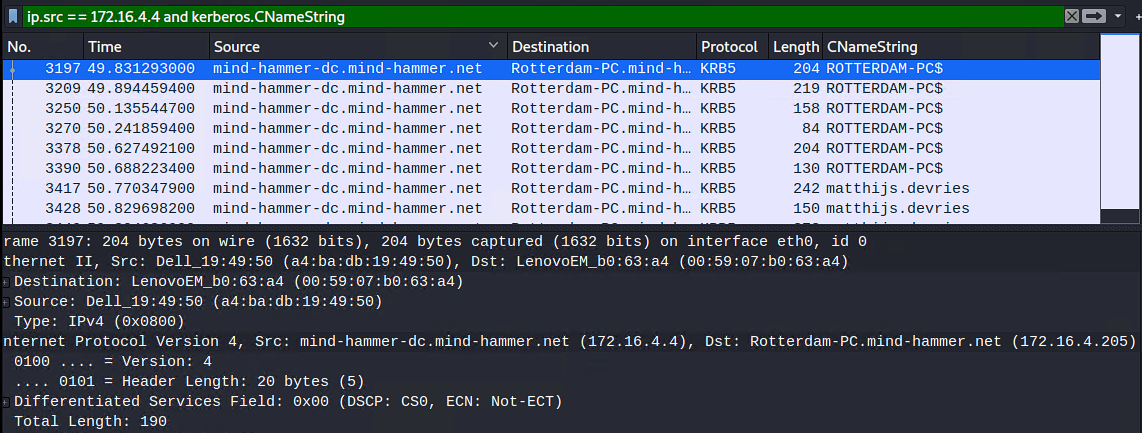 ip.src == 172.16.4.4 and kerberos.CNameString
No. Time Source Destination Protocol Length CNameString
3197 49.831293000 mind-hammer-dc.mind-hammer.net Rotterdam-PC.mind-h… KRB5 204 ROTTERDAM-PC$
3209 49.894459400 mind-hammer-dc.mind-hammer.net Rotterdam-PC.mind-h… KRB5 219 ROTTERDAM-PC$
3250 50.135544700 mind-hammer-dc.mind-hammer.net Rotterdam-PC.mind-h… KRB5 158 ROTTERDAM-PC$
3270 50.241859400 mind-hammer-dc.mind-hammer.net Rotterdam-PC.mind-h… KRB5 84 ROTTERDAM-PC$
3378 50.627492100 mind-hammer-dc.mind-hammer.net Rotterdam-PC.mind-h… KRB5 204 ROTTERDAM-PC$
3390 50.688223400 mind-hammer-dc.mind-hammer.net Rotterdam-PC.mind-h… KRB5 130 ROTTERDAM-PC$
3417 50.770347900 mind-hammer-dc.mind-hammer.net Rotterdam-PC.mind-h… KRB5 242 matthijs.devries
3428 50.829698200 mind-hammer-dc.mind-hammer.net Rotterdam-PC.mind-h… KRB5 150 matthijs.devries
rame 3197: 204 bytes on wire (1632 bits), 204 bytes captured (1632 bits) on interface eth0, id 0
thernet II, Src: Dell_19:49:50 (a4:ba:db:19:49:50), Dst: LenovoEM_b0:63:a4 (00:59:07:b0:63:a4)
Destination: LenovoEM_b0:63:a4 (00:59:07:b0:63:a4)
Source: Dell_19:49:50 (a4:ba:db:19:49:50)
Type: IPv4 (0x0800)
nternet Protocol Version 4, Src: mind-hammer-dc.mind-hammer.net (172.16.4.4), Dst: Rotterdam-PC.mind-hammer.net (172.16.4.205)
0100 .... = Version: 4
.... 0101 = Header Length: 20 bytes (5)
Differentiated Services Field: 0x00 (DSCP: CS0, ECN: Not-ECT)
Total Length: 190